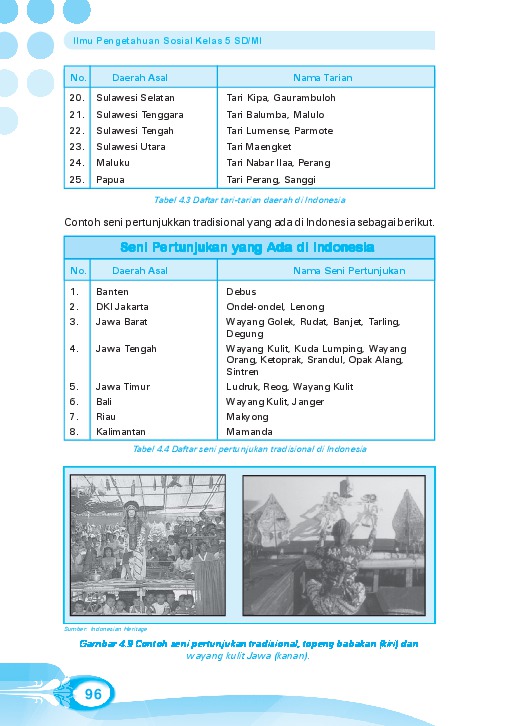 Ilmu Pengetahuan Sosial Kelas 5 SD/MI
No. Daerah Asal Nama Tarian
20. Sulawesi Selatan Tari Kipa, Gaurambuloh
21. Sulawesi Tenggara Tari Balumba, Malulo
22. Sulawesi Tengah Tari Lumense, Parmote
23. Sulawesi Utara Tari Maengket
24. Maluku Tari Nabar Ilaa, Perang
25. Papua Tari Perang, Sanggi
Tabel 4.3 Daftar tari-tarian daerah di Indonesia
Contoh seni pertunjukkan tradisional yang ada di Indonesia sebagai berikut.
Seni Pertunjukan yang Ada di Indonesia
No. Daerah Asal Nama Seni Pertunjukan
1. Banten Debus
2. DKI Jakarta Ondel-ondel, Lenong
3. Jawa Barat Wayang Golek, Rudat, Banjet, Tarling,
Degung
4. Jawa Tengah Wayang Kulit, Kuda Lumping, Wayang
Orang, Ketoprak, Srandul, Opak Alang,
Sintren
5. Jawa Timur Ludruk, Reog, Wayang Kulit
6. Bali Wayang Kulit, Janger
7. Riau Makyong
8. Kalimantan Mamanda
Tabel 4.4 Daftar seni pertunjukan tradisional di Indonesia
Sumber: Indonesian Heritage
Gambar 4.9 Contoh seni pertunjukan tradisional, topeng babakan (kiri) dan
wayang kulit Jawa (kanan).
96